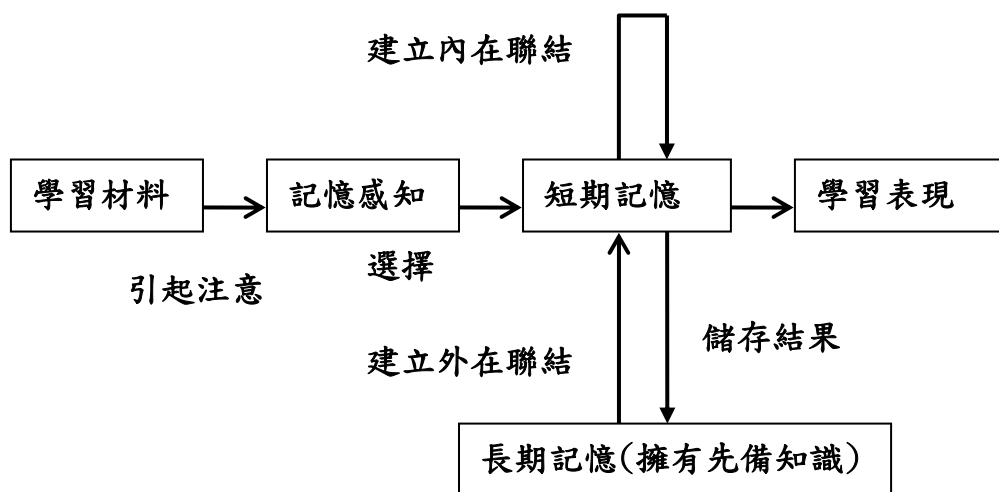 建立內在聯結
學習材料
記憶感知
短期記憶
學習表現
引起注意
選擇
儲存結果
建立外在聯結
長期記憶(擁有先備知識)